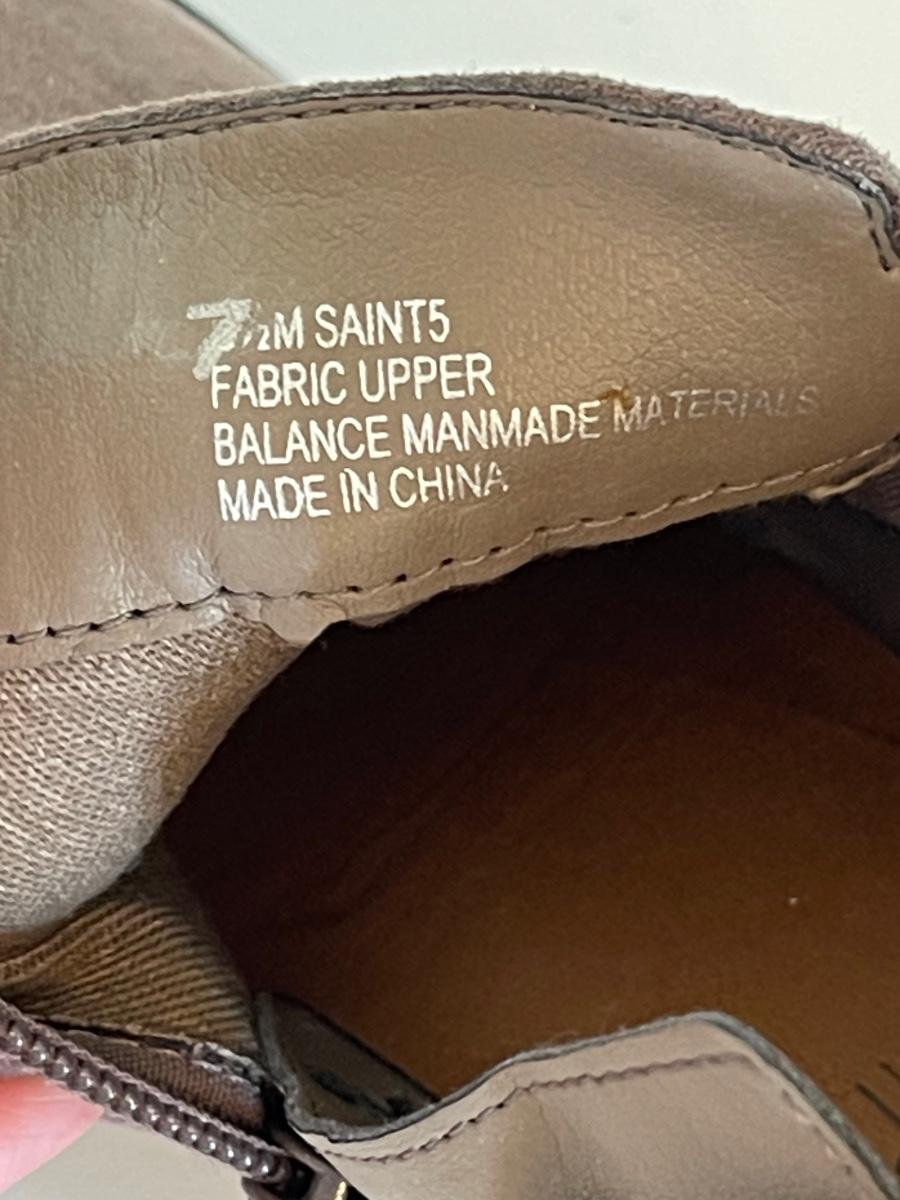 7½M SAINT5
FABRIC UPPER
BALANCE MANMADE MATERIALS
MADE IN CHINA